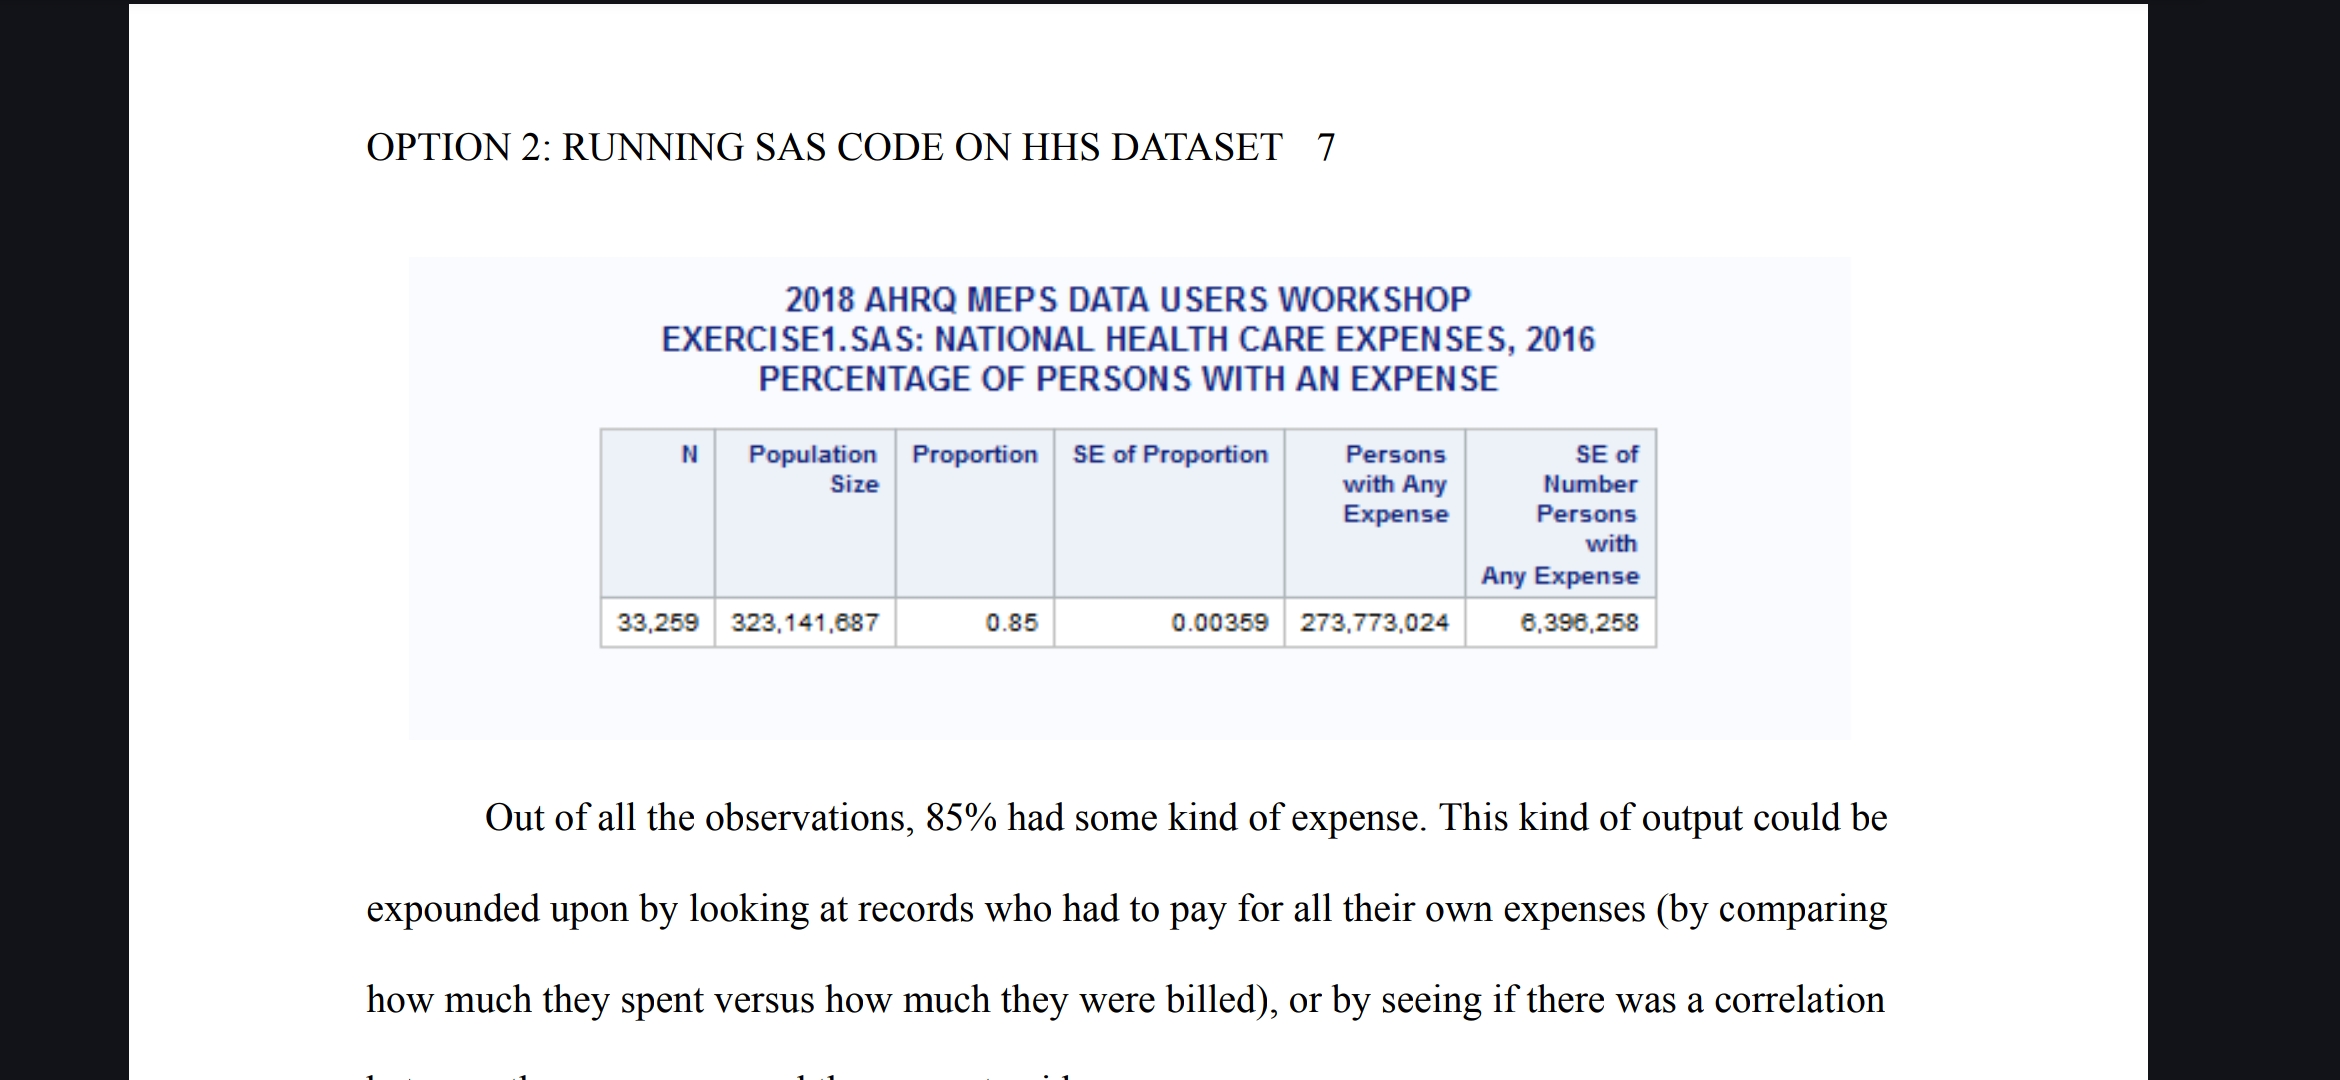 OPTION 2: RUNNING SAS CODE ON HHS DATASET 7
2018 AHRQ MEPS DATA USERS WORKSHOP
EXERCISE1.SAS: NATIONAL HEALTH CARE EXPENSES, 2016
PERCENTAGE OF PERSONS WITH AN EXPENSE
N Population Proportion SE of Proportion Persons SE of
Size with Any Number
Expense Persons
with
Any Expense
33,259 323,141,687 0.85 0.00359 273,773,024 6,396,258
Out of all the observations, 85% had some kind of expense. This kind of output could be
expounded upon by looking at records who had to pay for all their own expenses (by comparing
how much they spent versus how much they were billed), or by seeing if there was a correlation